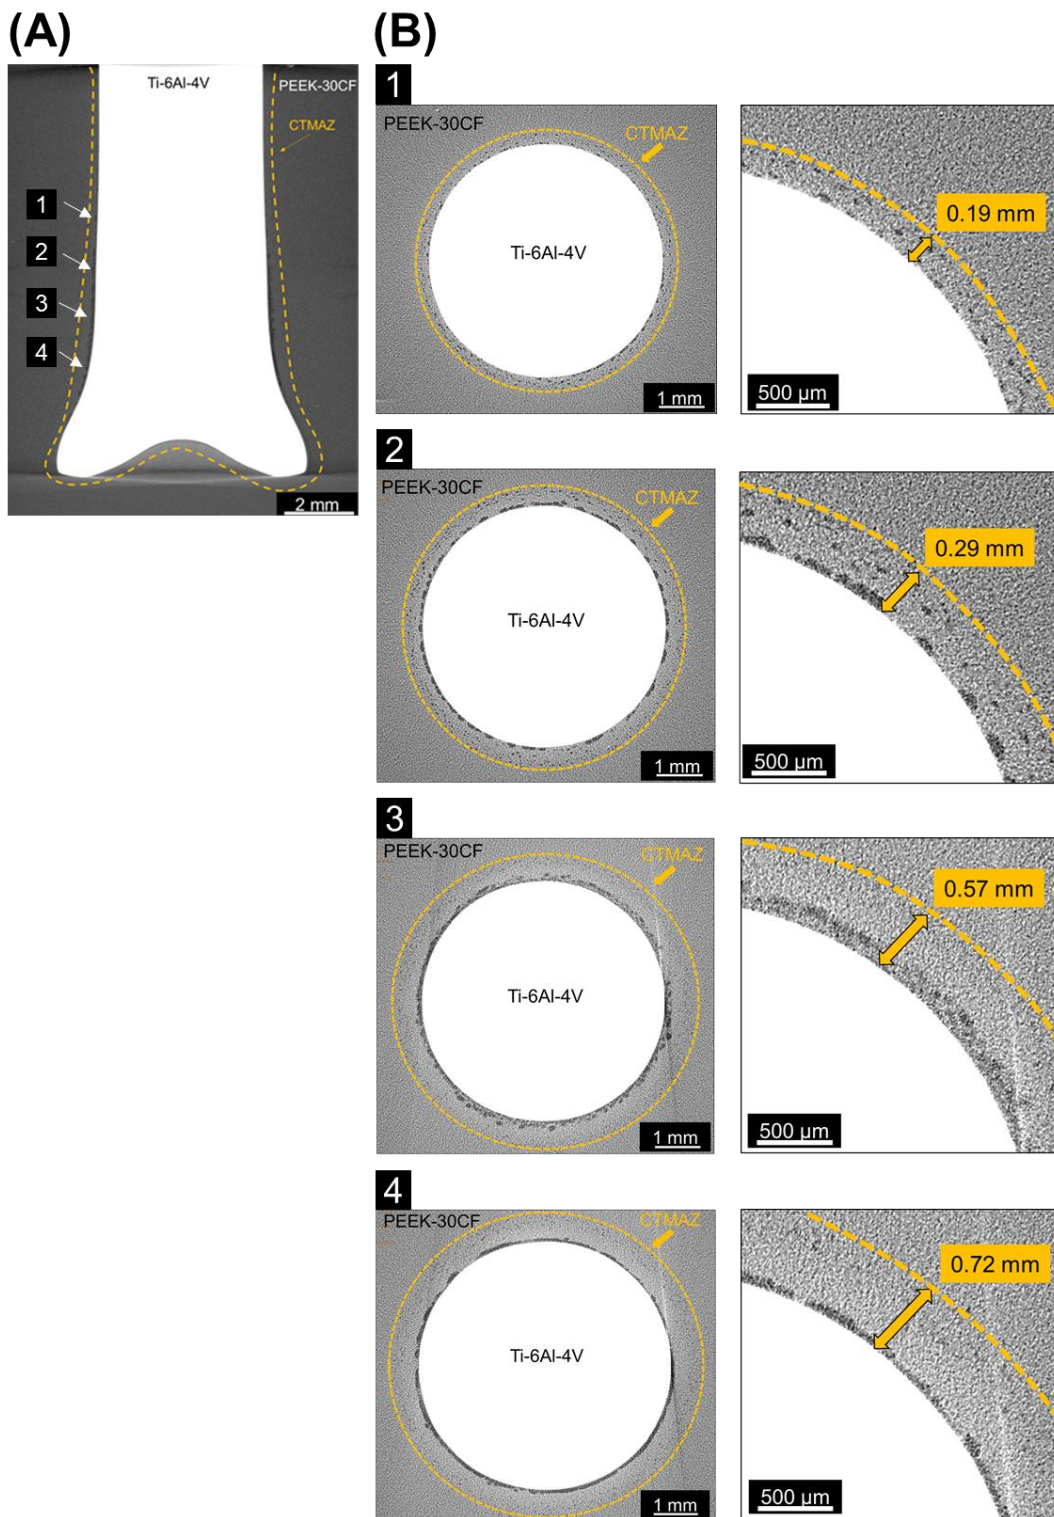 (A)
Ti-6Al-4V
PEEK-30CF
CTMAZ
1
2
3
4
2 mm
(B)
1
PEEK-30CF
CTMAZ
Ti-6Al-4V
1 mm
0.19 mm
500 µm
2
PEEK-30CF
CTMAZ
Ti-6Al-4V
1 mm
0.29 mm
500 µm
3
PEEK-30CF
CTMAZ
Ti-6Al-4V
1 mm
0.57 mm
500 µm
4
PEEK-30CF
CTMAZ
Ti-6Al-4V
1 mm
0.72 mm
500 µm